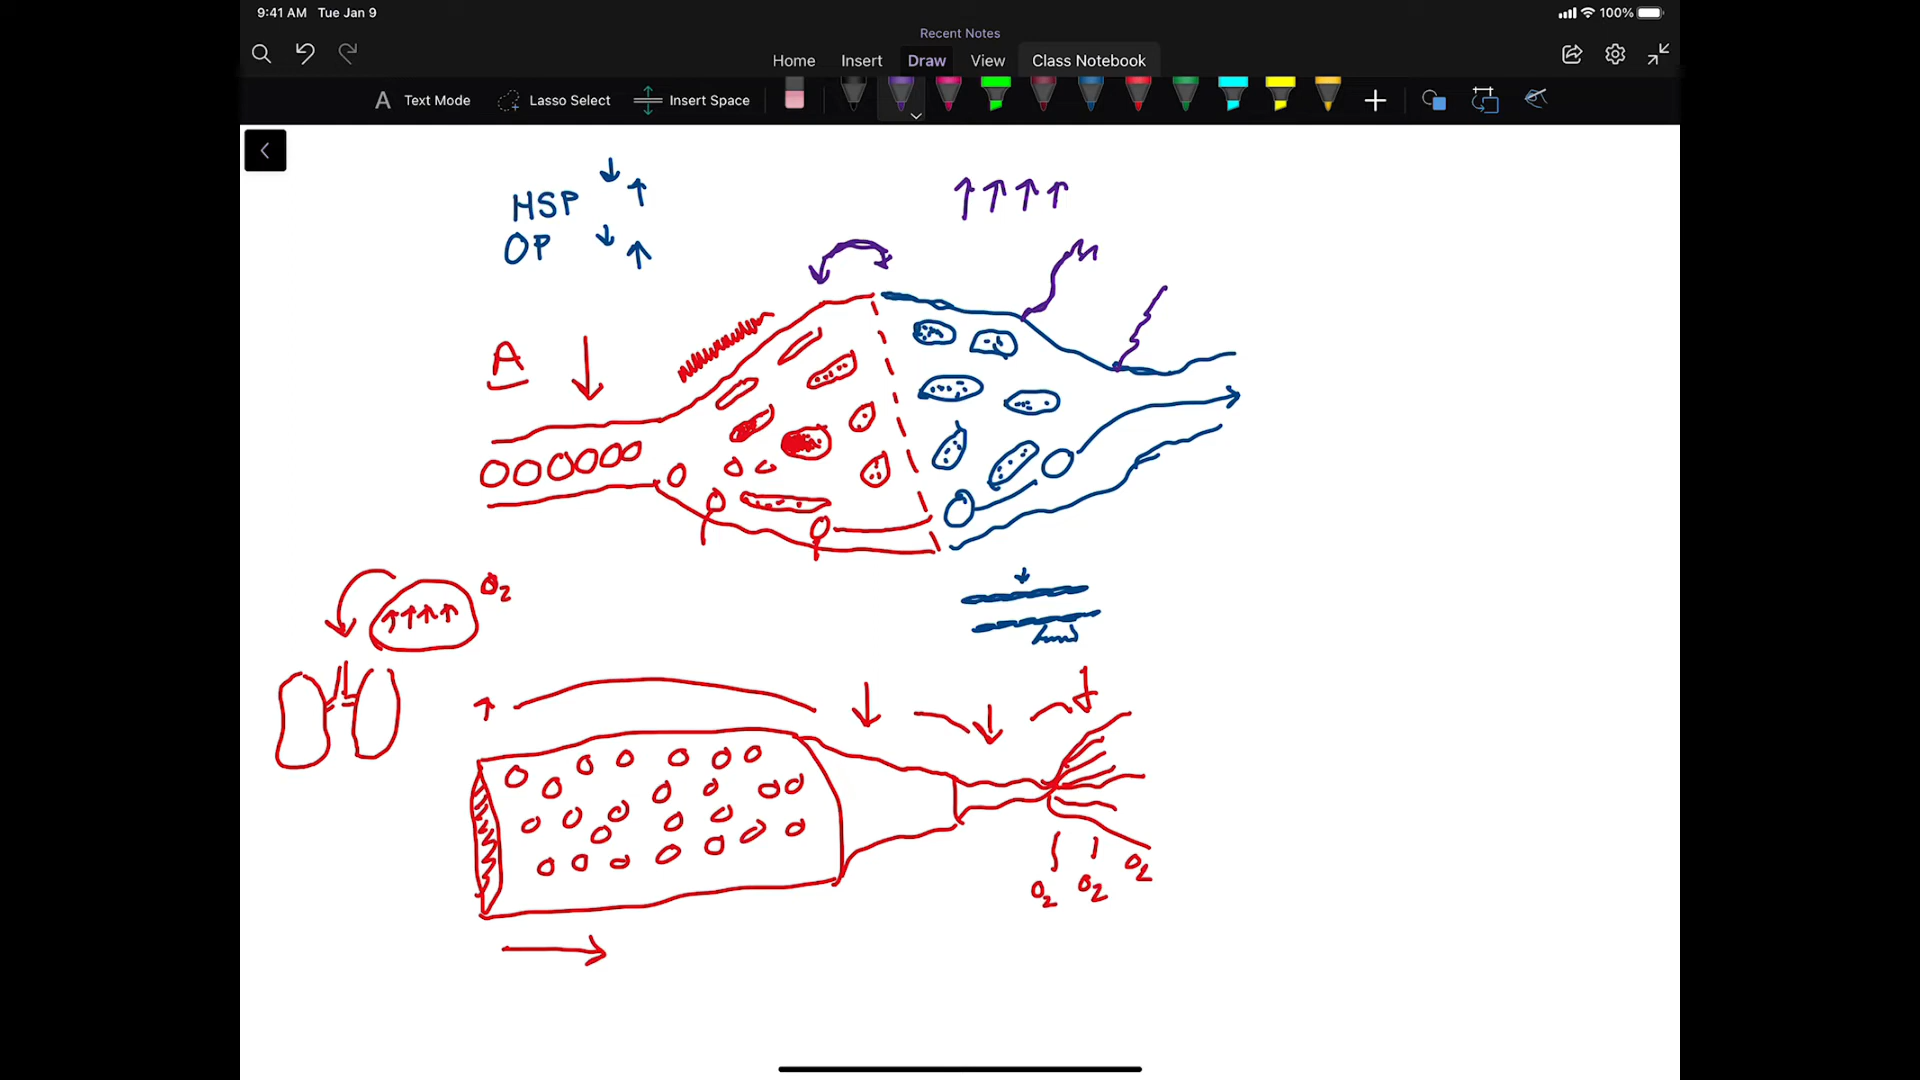 9:41 AM Tue Jan 9
100%
Recent Notes
Home Insert Draw View Class Notebook
A Text Mode Lasso Select Insert Space
HSP ↓ ↑
OP ↓ ↑
↑↑↑↑
A ↓
↑↑↑↑ O₂
O₂ O₂ O₂